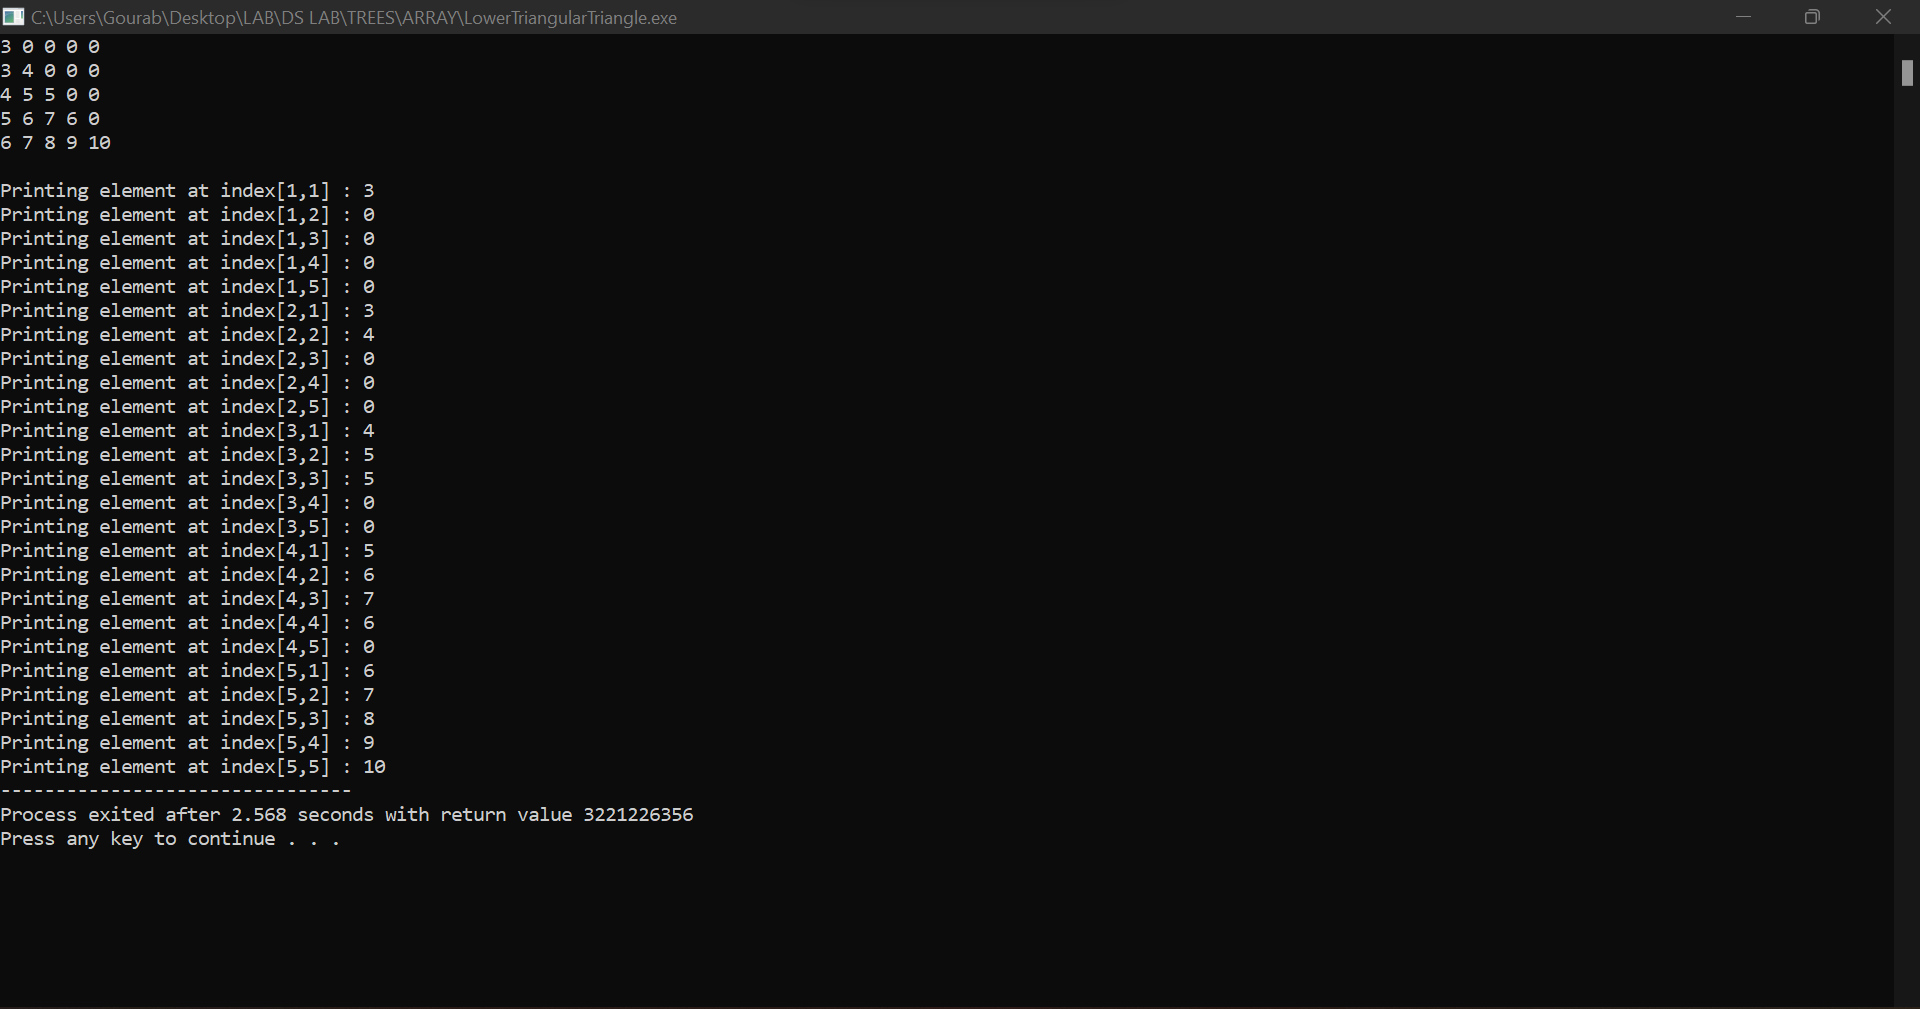 C:\Users\Gourab\Desktop\LAB\DS LAB\TREES\ARRAY\LowerTriangularTriangle.exe
3 0 0 0 0
3 4 0 0 0
4 5 5 0 0
5 6 7 6 0
6 7 8 9 10
Printing element at index[1,1] : 3
Printing element at index[1,2] : 0
Printing element at index[1,3] : 0
Printing element at index[1,4] : 0
Printing element at index[1,5] : 0
Printing element at index[2,1] : 3
Printing element at index[2,2] : 4
Printing element at index[2,3] : 0
Printing element at index[2,4] : 0
Printing element at index[2,5] : 0
Printing element at index[3,1] : 4
Printing element at index[3,2] : 5
Printing element at index[3,3] : 5
Printing element at index[3,4] : 0
Printing element at index[3,5] : 0
Printing element at index[4,1] : 5
Printing element at index[4,2] : 6
Printing element at index[4,3] : 7
Printing element at index[4,4] : 6
Printing element at index[4,5] : 0
Printing element at index[5,1] : 6
Printing element at index[5,2] : 7
Printing element at index[5,3] : 8
Printing element at index[5,4] : 9
Printing element at index[5,5] : 10
--------------------------------
Process exited after 2.568 seconds with return value 3221226356
Press any key to continue . . .